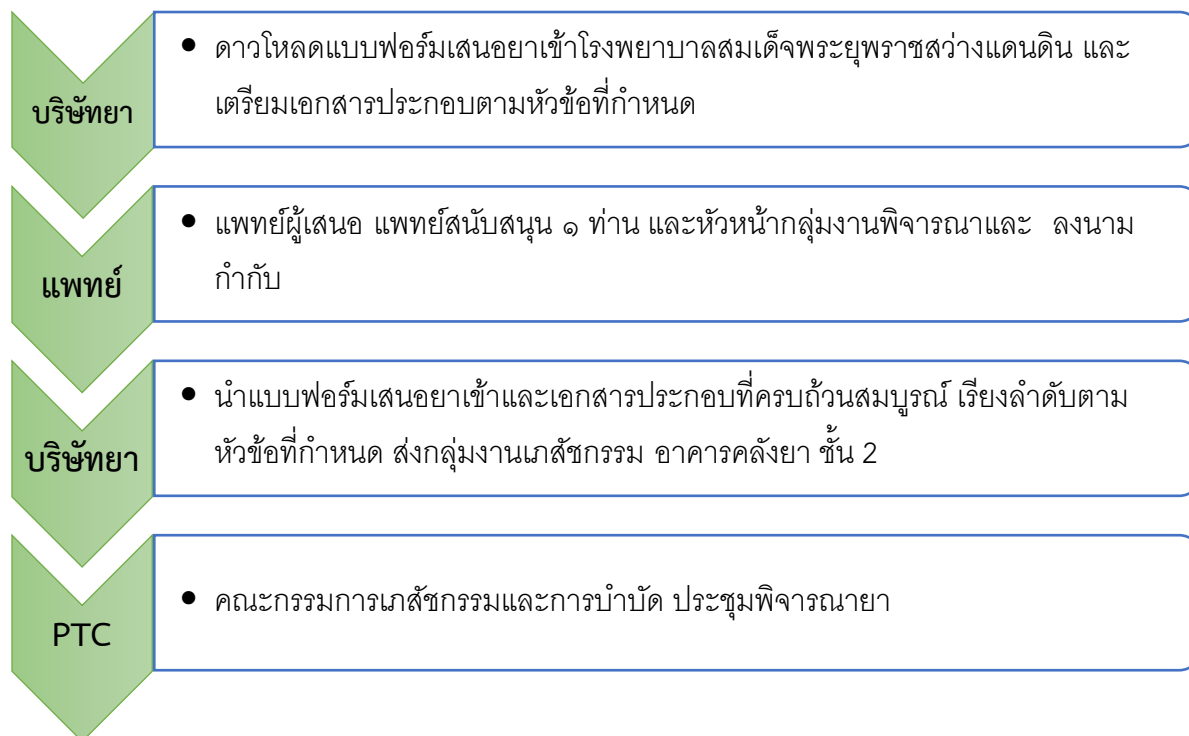 บริษัทยา
● ดาวโหลดแบบฟอร์มเสนอยาเข้าโรงพยาบาลสมเด็จพระยุพราชสว่างแดนดิน และ
เตรียมเอกสารประกอบตามหัวข้อที่กำหนด
แพทย์
● แพทย์ผู้เสนอ แพทย์สนับสนุน ๑ ท่าน และหัวหน้ากลุ่มงานพิจารณาและ ลงนาม
กำกับ
บริษัทยา
● นำแบบฟอร์มเสนอยาเข้าและเอกสารประกอบที่ครบถ้วนสมบูรณ์ เรียงลำดับตาม
หัวข้อที่กำหนด ส่งกลุ่มงานเภสัชกรรม อาคารคลังยา ชั้น 2
PTC
● คณะกรรมการเภสัชกรรมและการบำบัด ประชุมพิจารณายา